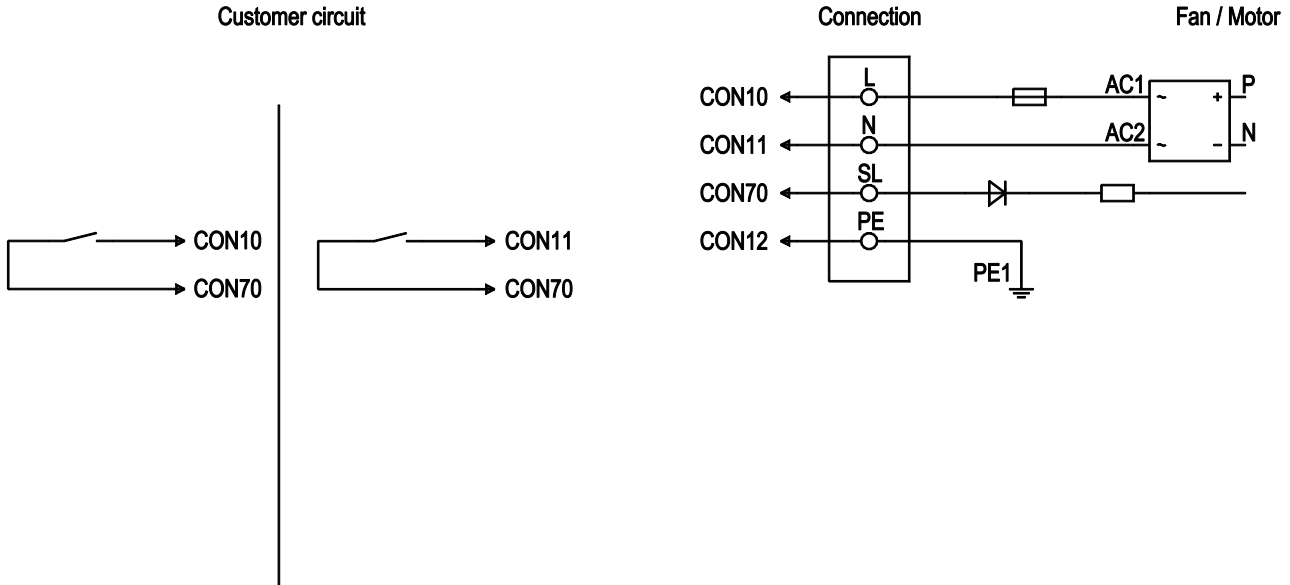 Customer circuit
Connection
Fan / Motor
CON10
L
AC1
~
+
P
CON11
N
AC2
~
−
N
CON70
SL
CON12
PE
PE1
CON10
CON70
CON11
CON70